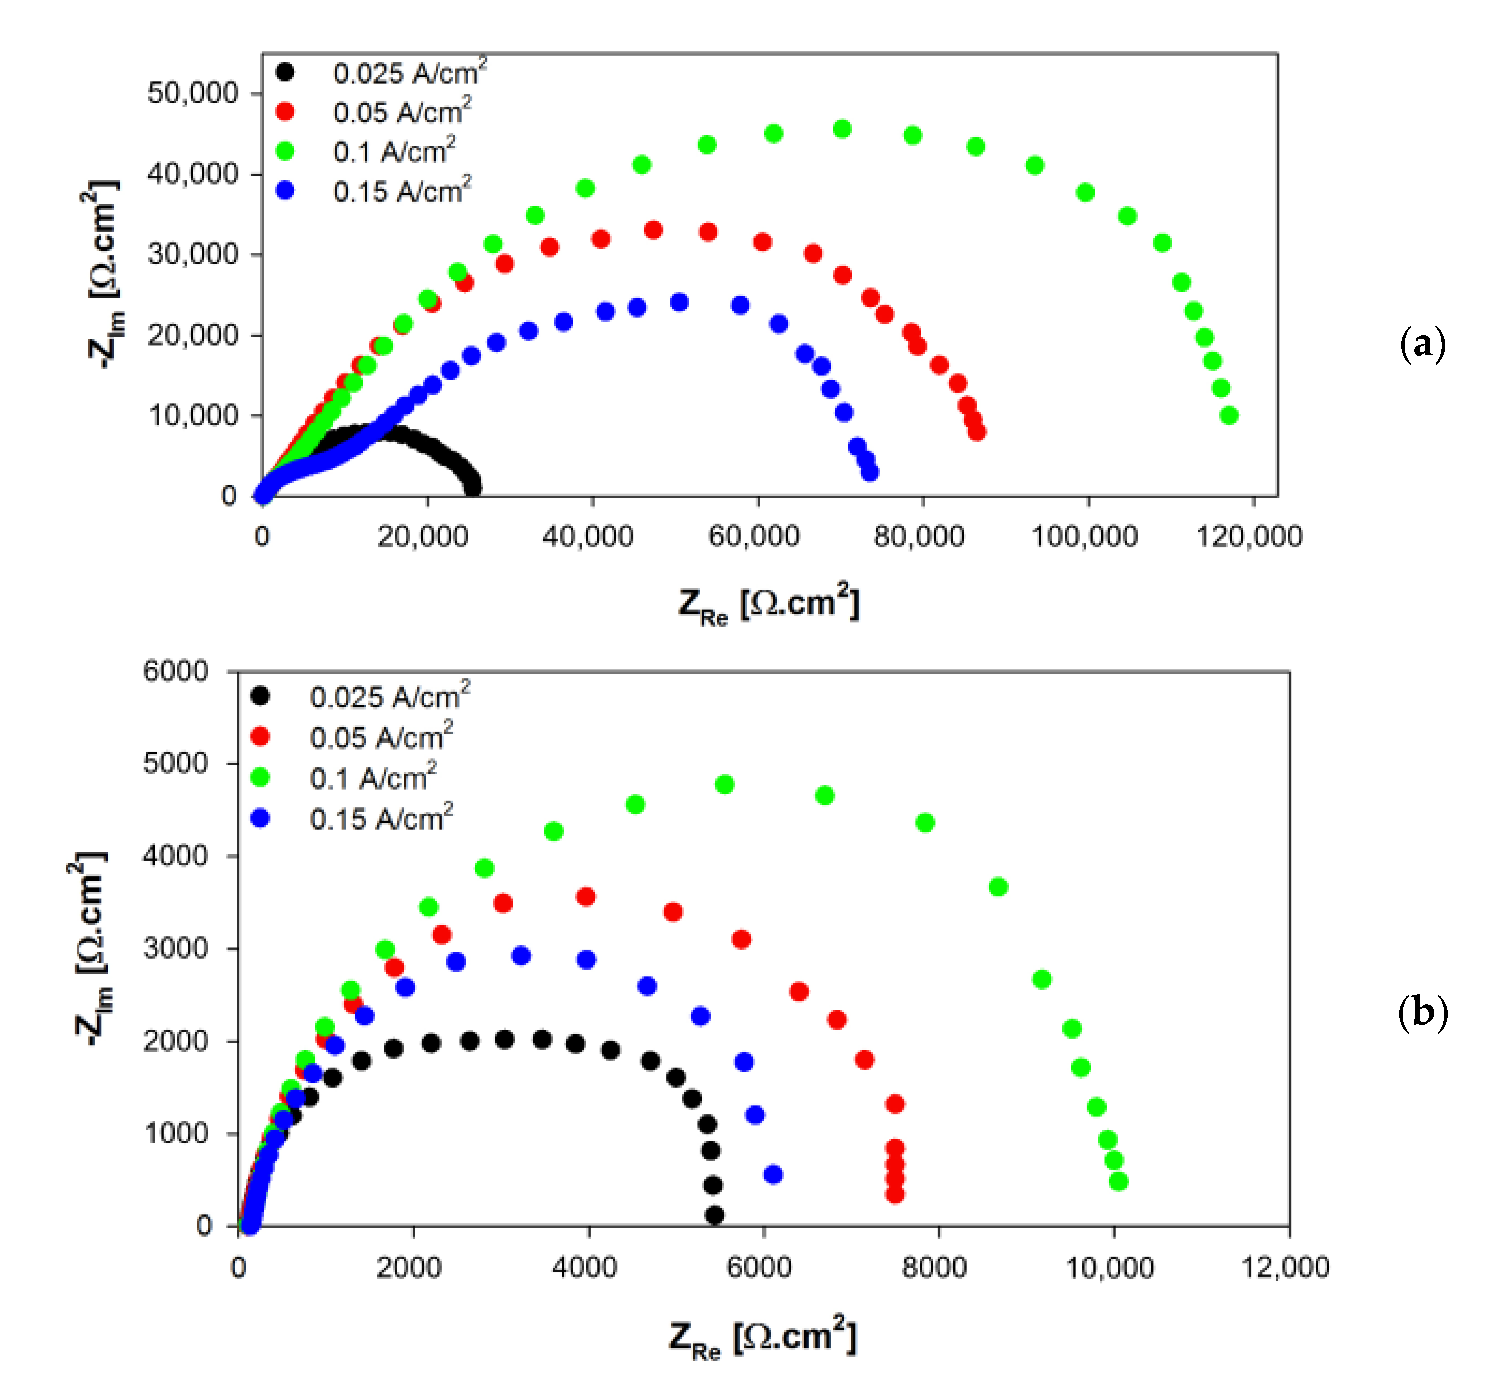 0.025 A/cm²
0.05 A/cm²
0.1 A/cm²
0.15 A/cm²
50,000
40,000
30,000
20,000
10,000
0
-Z_Im [Ω.cm²]
0 20,000 40,000 60,000 80,000 100,000 120,000
Z_Re [Ω.cm²]
(a)
0.025 A/cm²
0.05 A/cm²
0.1 A/cm²
0.15 A/cm²
6000
5000
4000
3000
2000
1000
0
-Z_Im [Ω.cm²]
0 2000 4000 6000 8000 10,000 12,000
Z_Re [Ω.cm²]
(b)